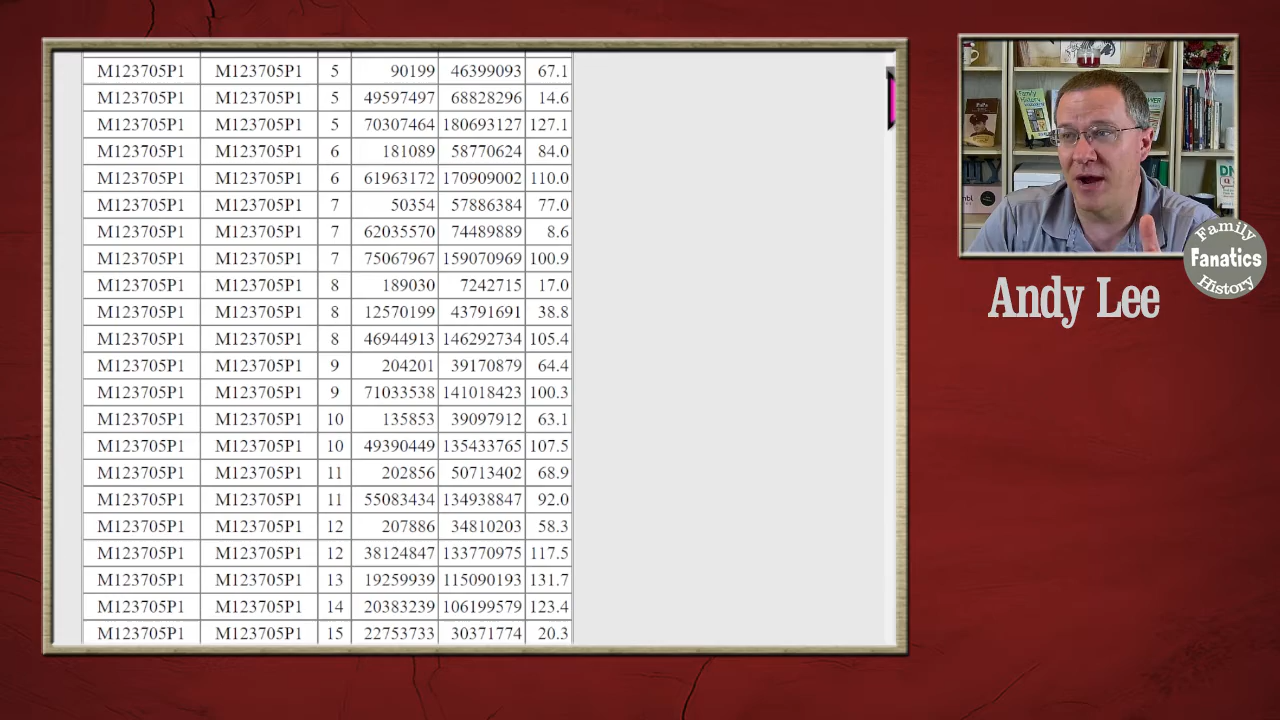 M123705P1 M123705P1 5 90199 46399093 67.1
M123705P1 M123705P1 5 49597497 68828296 14.6
M123705P1 M123705P1 5 70307464 180693127 127.1
M123705P1 M123705P1 6 1089 58770624 84.0
M123705P1 M123705P1 6 61963172 170909002 110.0
M123705P1 M123705P1 7 50554 57886384 77.0
M123705P1 M123705P1 7 62035570 74489889 8.6
M123705P1 M123705P1 7 75067967 159070969 100.9
M123705P1 M123705P1 8 189030 7242715 17.0
M123705P1 M123705P1 8 12570199 43791691 38.8
M123705P1 M123705P1 8 46944913 146292734 105.4
M123705P1 M123705P1 9 204201 39170879 64.4
M123705P1 M123705P1 9 71033538 141018423 100.3
M123705P1 M123705P1 10 135853 39097912 63.1
M123705P1 M123705P1 10 49390449 135433765 107.5
M123705P1 M123705P1 11 202856 50713402 68.9
M123705P1 M123705P1 11 55083434 134938847 92.0
M123705P1 M123705P1 12 207886 34810203 58.3
M123705P1 M123705P1 12 38124847 133770975 117.5
M123705P1 M123705P1 13 19259939 115090193 131.7
M123705P1 M123705P1 14 20383239 106199579 123.4
M123705P1 M123705P1 15 22753733 30371774 20.3
Family
Fanatics
History
Andy Lee